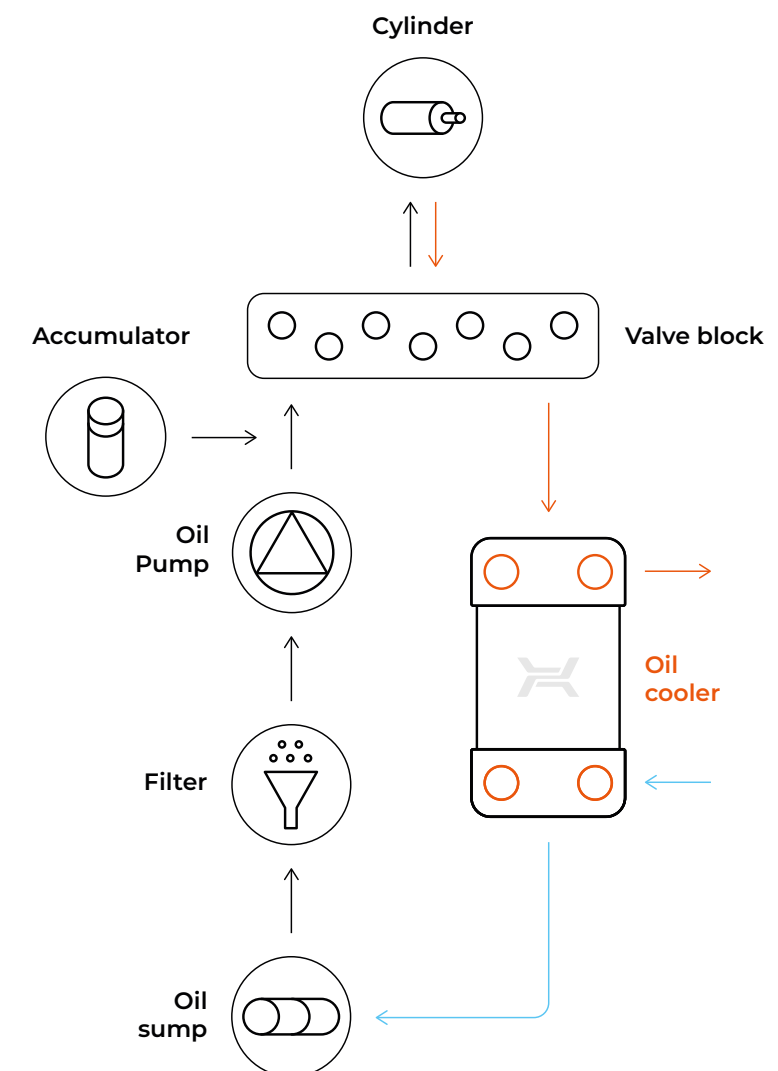 Cylinder
Accumulator
Valve block
Oil
Pump
Oil
cooler
Filter
Oil
sump